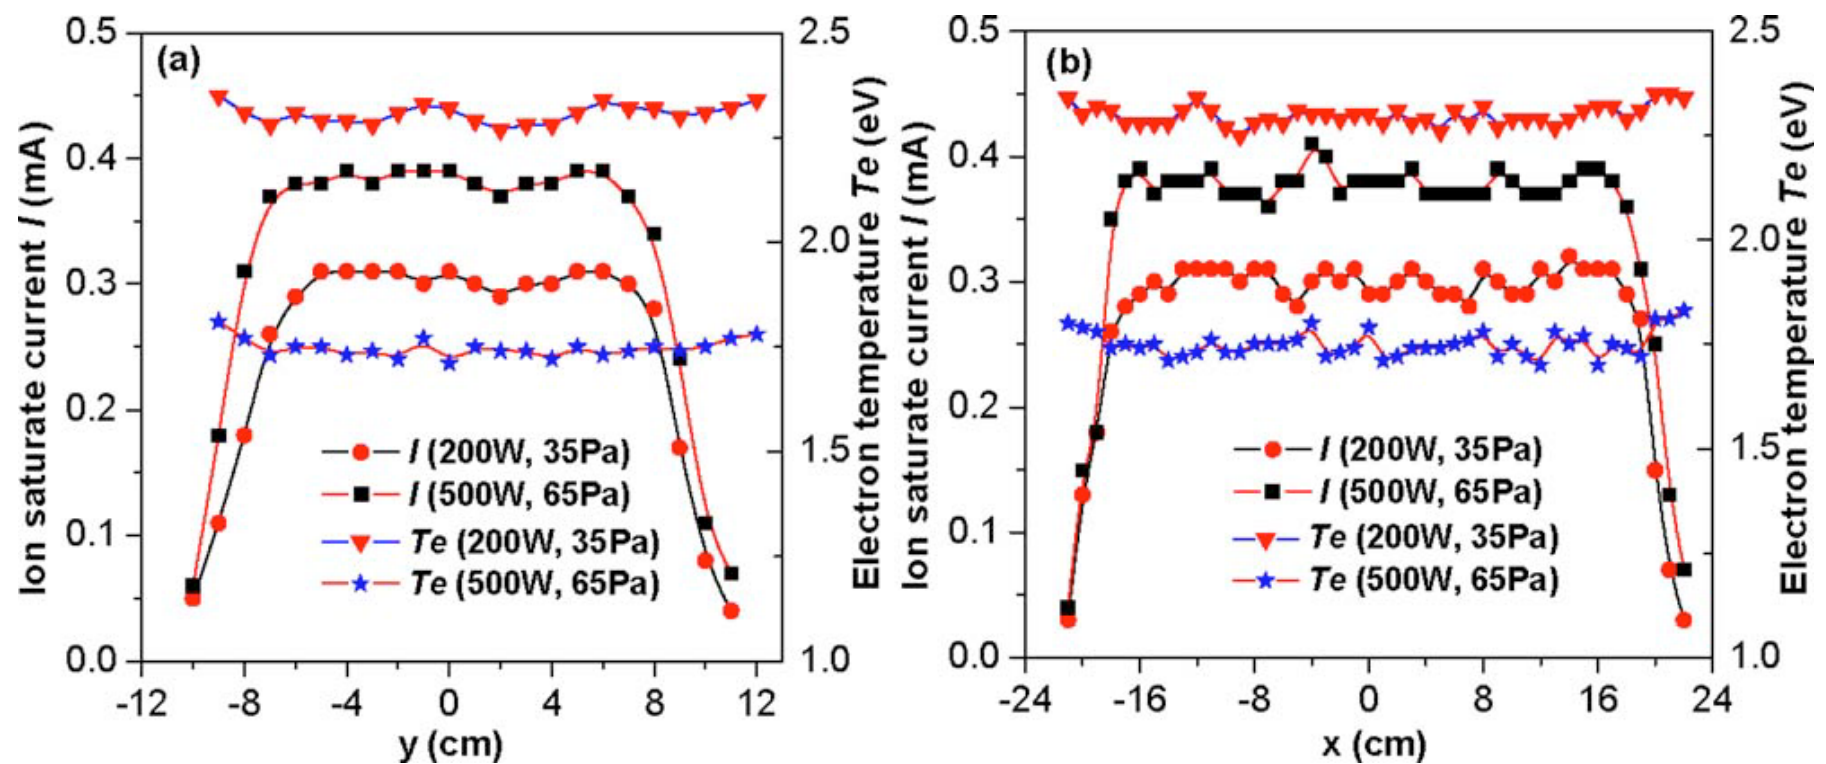 (a)
Ion saturate current I (mA)
0.5
0.4
0.3
0.2
0.1
0.0
2.5
2.0
1.5
1.0
Electron temperature Te (eV)
I (200W, 35Pa)
I (500W, 65Pa)
Te (200W, 35Pa)
Te (500W, 65Pa)
-12 -8 -4 0 4 8 12
y (cm)
(b)
Ion saturate current I (mA)
0.5
0.4
0.3
0.2
0.1
0.0
2.5
2.0
1.5
1.0
Electron temperature Te (eV)
I (200W, 35Pa)
I (500W, 65Pa)
Te (200W, 35Pa)
Te (500W, 65Pa)
-24 -16 -8 0 8 16 24
x (cm)